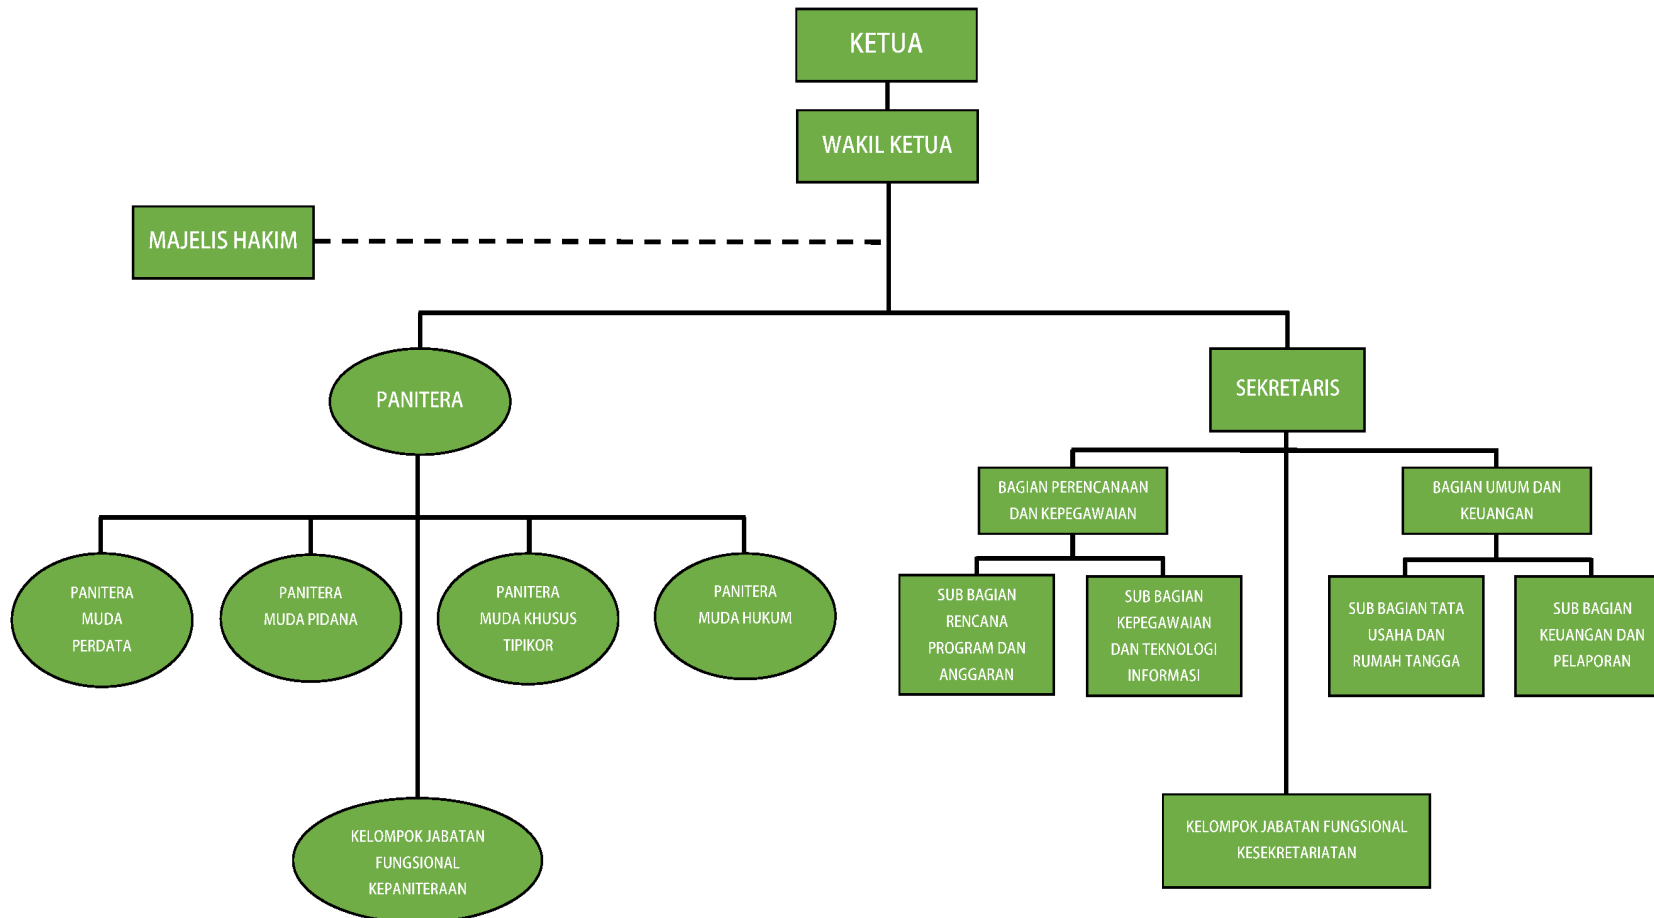 KETUA
WAKIL KETUA
MAJELIS HAKIM
PANITERA
SEKRETARIS
BAGIAN PERENCANAAN
DAN KEPEGAWAIAN
BAGIAN UMUM DAN
KEUANGAN
PANITERA
MUDA
PERDATA
PANITERA
MUDA PIDANA
PANITERA
MUDA KHUSUS
TIPIKOR
PANITERA
MUDA HUKUM
SUB BAGIAN
RENCANA
PROGRAM DAN
ANGGARAN
SUB BAGIAN
KEPEGAWAIAN
DAN TEKNOLOGI
INFORMASI
SUB BAGIAN TATA
USAHA DAN
RUMAH TANGGA
SUB BAGIAN
KEUANGAN DAN
PELAPORAN
KELOMPOK JABATAN
FUNGSIONAL
KEPANITERAAN
KELOMPOK JABATAN FUNGSIONAL
KESEKRETARIATAN